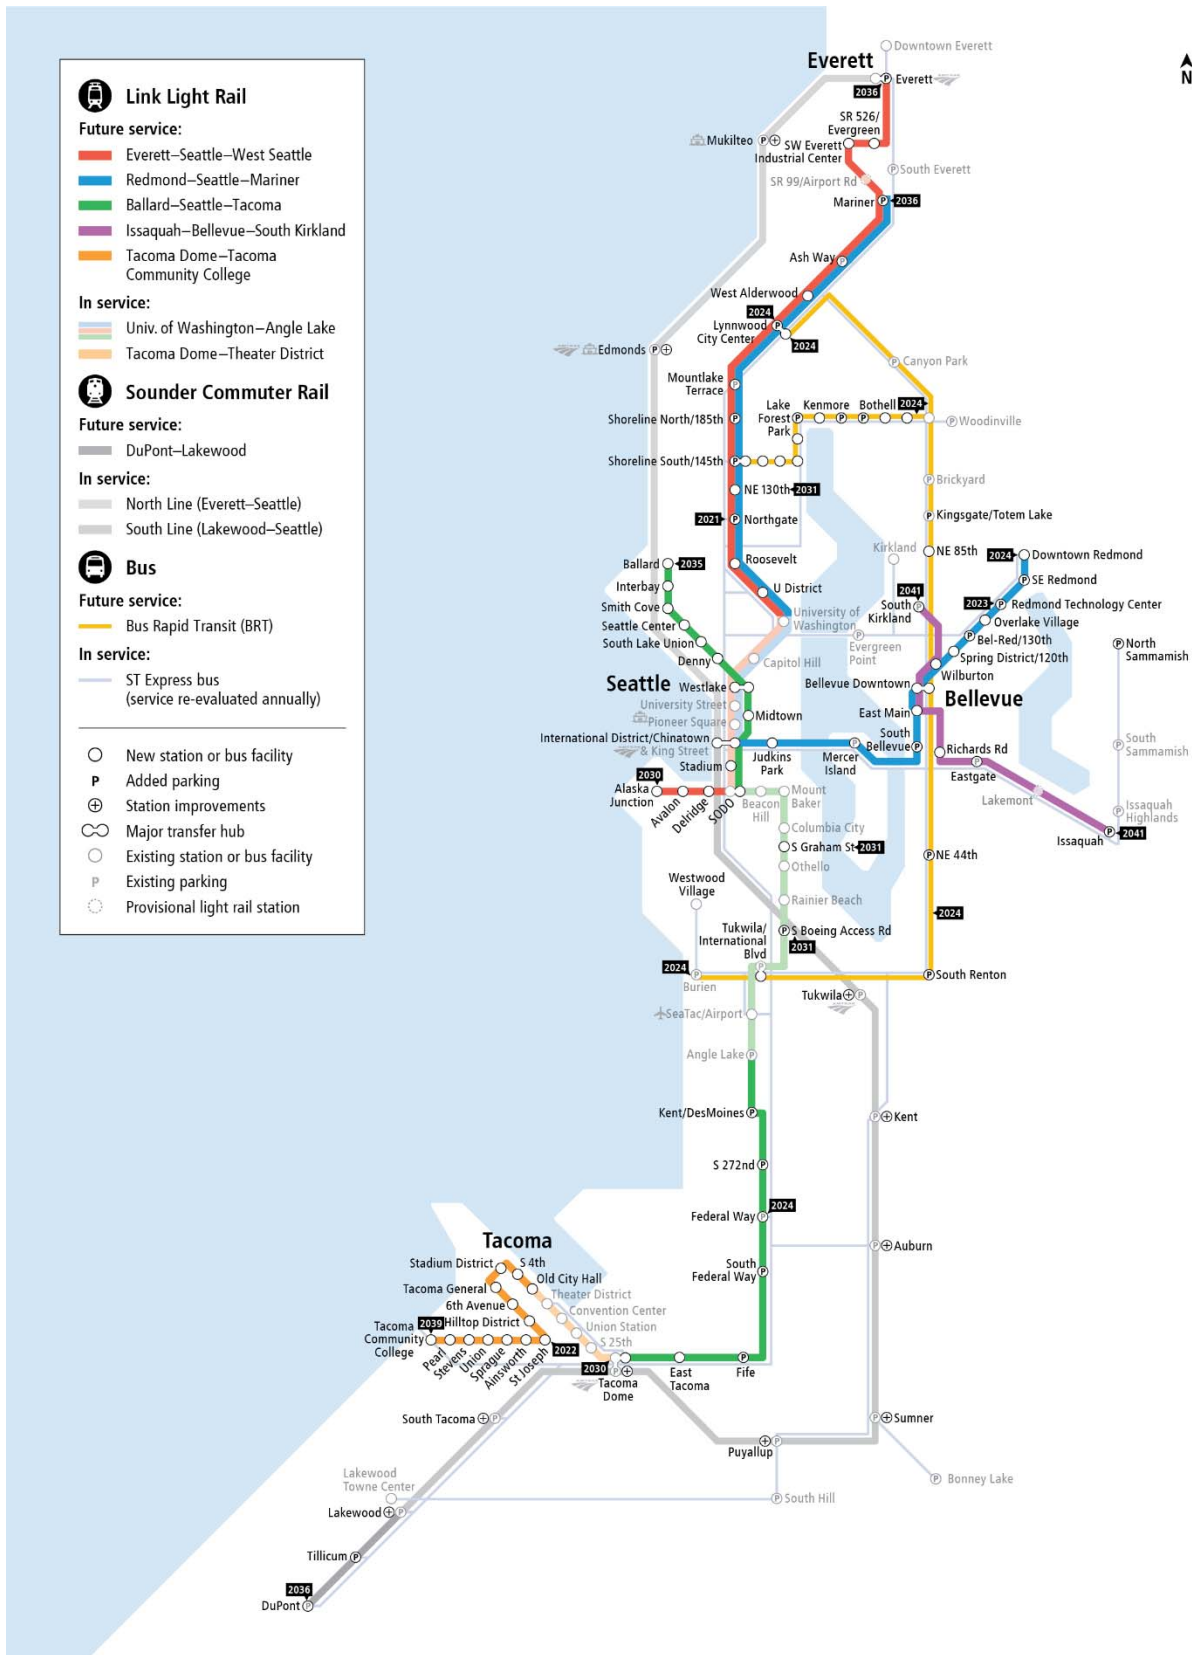 Link Light Rail
Future service:
Everett–Seattle–West Seattle
Redmond–Seattle–Mariner
Ballard–Seattle–Tacoma
Issaquah–Bellevue–South Kirkland
Tacoma Dome–Tacoma
Community College
In service:
Univ. of Washington–Angle Lake
Tacoma Dome–Theater District
Sounder Commuter Rail
Future service:
DuPont–Lakewood
In service:
North Line (Everett–Seattle)
South Line (Lakewood–Seattle)
Bus
Future service:
Bus Rapid Transit (BRT)
In service:
ST Express bus
(service re-evaluated annually)
New station or bus facility
P Added parking
Station improvements
Major transfer hub
Existing station or bus facility
P Existing parking
Provisional light rail station
N
Downtown Everett
Everett
Everett
2036
SR 526/
Evergreen
SW Everett
Industrial Center
Mukilteo
South Everett
SR 99/Airport Rd
Mariner
2036
Ash Way
West Alderwood
2024
Lynnwood
City Center
2024
Edmonds
Canyon Park
Mountlake
Terrace
Lake
Forest
Park
Kenmore
Bothell
2024
Woodinville
Shoreline North/185th
Shoreline South/145th
NE 130th
2031
Brickyard
2021
Northgate
Kingsgate/Totem Lake
Roosevelt
Kirkland
NE 85th
2024
Downtown Redmond
Ballard
2035
SE Redmond
Interbay
U District
2041
South
Kirkland
2023
Redmond Technology Center
Smith Cove
University of
Washington
Overlake Village
Seattle Center
Bel-Red/130th
South Lake Union
Evergreen
Point
Spring District/120th
North
Sammamish
Denny
Capitol Hill
Wilburton
Seattle
Westlake
Bellevue Downtown
Bellevue
University Street
Midtown
East Main
Pioneer Square
International District/Chinatown
& King Street
South
Bellevue
South
Sammamish
Stadium
Judkins
Park
Mercer
Island
Richards Rd
Eastgate
2030
Alaska
Junction
Avalon
Delridge
SODO
Beacon
Hill
Mount
Baker
Lakemont
Issaquah
Highlands
Columbia City
Issaquah
2041
S Graham St
2031
NE 44th
Othello
Westwood
Village
Rainier Beach
2024
Tukwila/
International
Blvd
S Boeing Access Rd
2031
2024
Burien
South Renton
Tukwila
SeaTac/Airport
Angle Lake
Kent/DesMoines
Kent
S 272nd
Federal Way
2024
Auburn
South
Federal Way
Tacoma
Stadium District
S 4th
Tacoma General
Old City Hall
Theater District
6th Avenue
Convention Center
Hilltop District
Union Station
2039
Tacoma
Community
College
S 25th
2022
Pearl
Stevens
Union
Sprague
Ainsworth
St Joseph
2030
Tacoma
Dome
East
Tacoma
Fife
South Tacoma
Sumner
Puyallup
Lakewood
Towne Center
South Hill
Bonney Lake
Lakewood
Tillicum
2036
DuPont